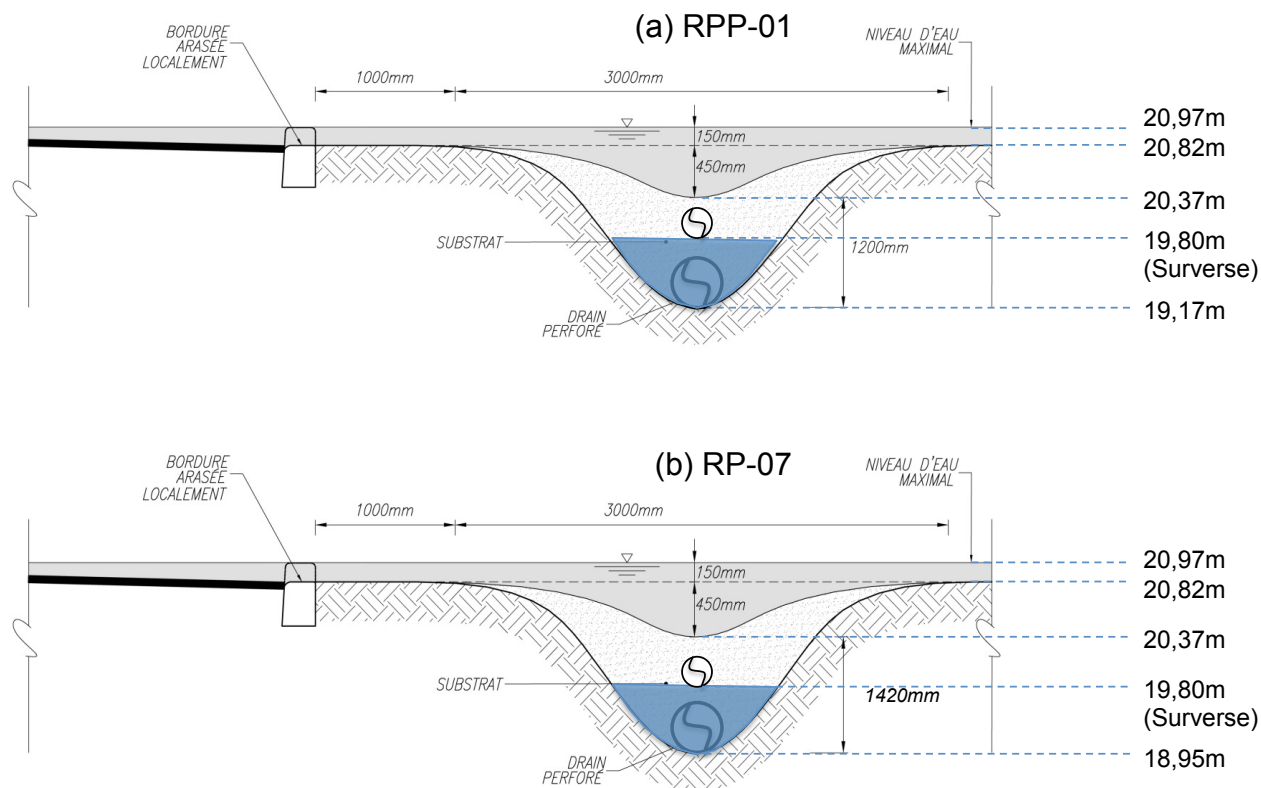 (a) RPP-01
BORDURE
ARASÉE
LOCALEMENT
NIVEAU D'EAU
MAXIMAL
1000mm
3000mm
150mm
450mm
SUBSTRAT
1200mm
DRAIN
PERFORÉ
20,97m
20,82m
20,37m
19,80m
(Surverse)
19,17m
(b) RP-07
BORDURE
ARASÉE
LOCALEMENT
NIVEAU D'EAU
MAXIMAL
1000mm
3000mm
150mm
450mm
SUBSTRAT
1420mm
DRAIN
PERFORÉ
20,97m
20,82m
20,37m
19,80m
(Surverse)
18,95m